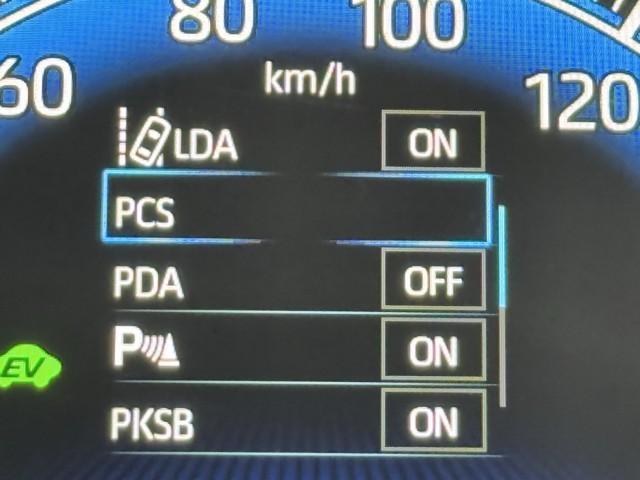 80 100
60 km/h 120
LDA ON
PCS
PDA OFF
P ON
EV
PKSB ON